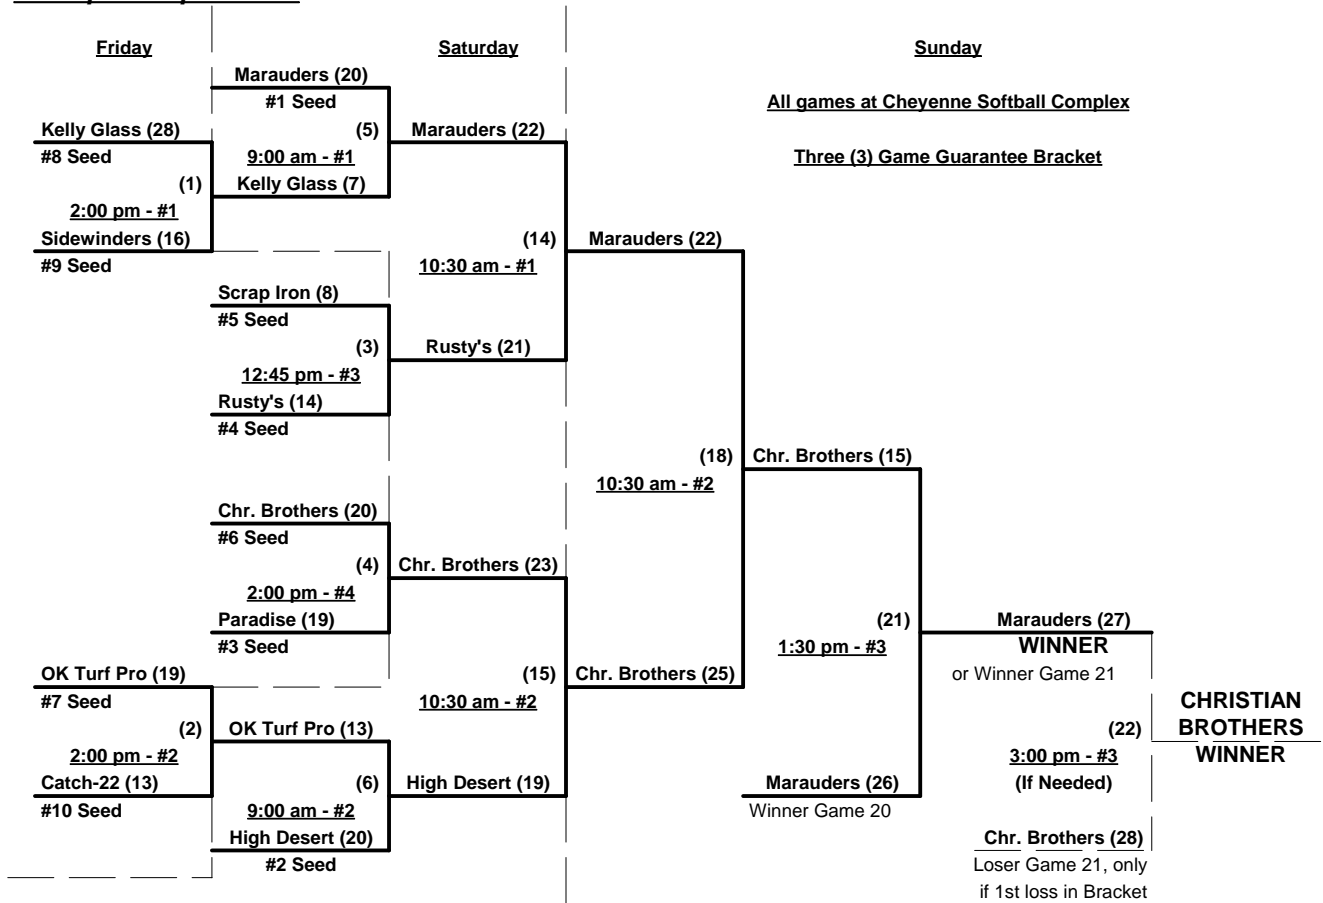 Friday
Saturday
Sunday
Marauders (20)
#1 Seed
All games at Cheyenne Softball Complex
Kelly Glass (28)
(5)
Marauders (22)
#8 Seed
9:00 am - #1
Three (3) Game Guarantee Bracket
(1)
Kelly Glass (7)
2:00 pm - #1
Sidewinders (16)
(14)
Marauders (22)
#9 Seed
10:30 am - #1
Scrap Iron (8)
#5 Seed
(3)
Rusty's (21)
12:45 pm - #3
Rusty's (14)
#4 Seed
(18)
Chr. Brothers (15)
10:30 am - #2
Chr. Brothers (20)
#6 Seed
(4)
Chr. Brothers (23)
2:00 pm - #4
Paradise (19)
(21)
Marauders (27)
#3 Seed
1:30 pm - #3
WINNER
OK Turf Pro (19)
(15)
Chr. Brothers (25)
or Winner Game 21
#7 Seed
10:30 am - #2
CHRISTIAN
(2)
OK Turf Pro (13)
(22)
BROTHERS
2:00 pm - #2
3:00 pm - #3
WINNER
Catch-22 (13)
(6)
High Desert (19)
Marauders (26)
(If Needed)
#10 Seed
9:00 am - #2
Winner Game 20
High Desert (20)
Chr. Brothers (28)
#2 Seed
Loser Game 21, only
if 1st loss in Bracket